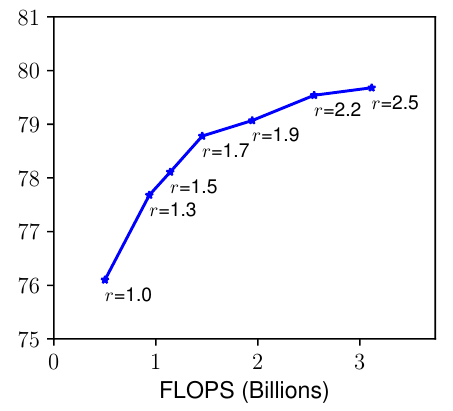 81
80
79
78
77
76
75
r=2.5
r=2.2
r=1.9
r=1.7
r=1.5
r=1.3
r=1.0
0 1 2 3
FLOPS (Billions)